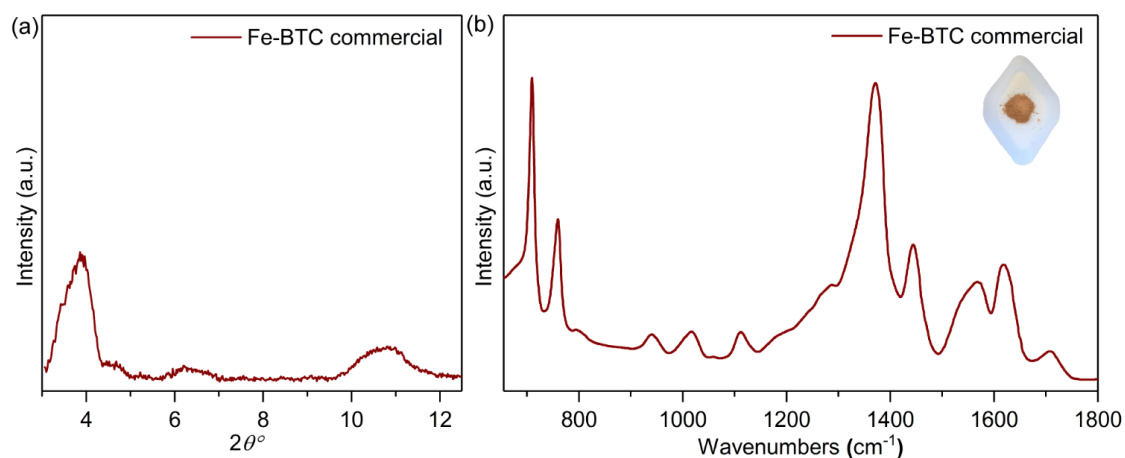 (a)
Fe-BTC commercial
Intensity (a.u.)
4
6
8
10
12
2θ°
(b)
Fe-BTC commercial
Intensity (a.u.)
800
1000
1200
1400
1600
1800
Wavenumbers (cm⁻¹)